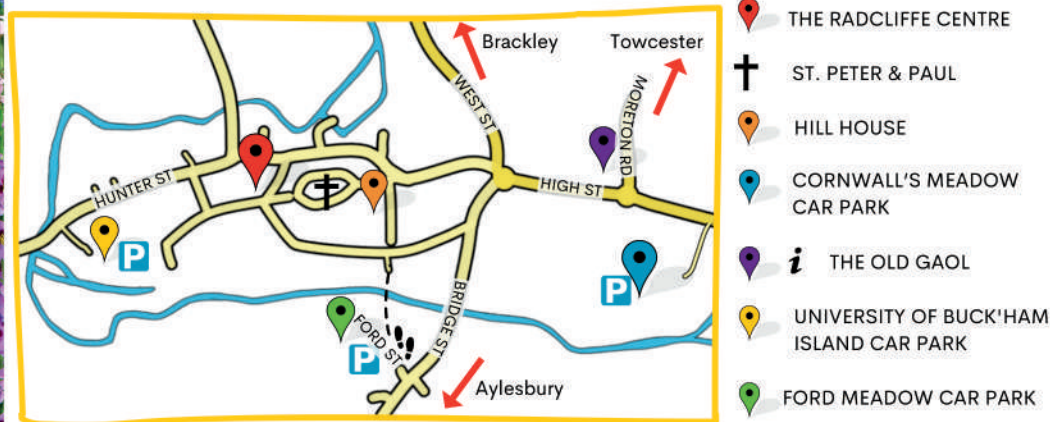 Brackley
Towcester
WEST ST
MORETON RD
HUNTER ST
HIGH ST
P
P
BRIDGE ST
FORD ST
P
Aylesbury
THE RADCLIFFE CENTRE
ST. PETER & PAUL
HILL HOUSE
CORNWALL'S MEADOW
CAR PARK
i THE OLD GAOL
UNIVERSITY OF BUCK'HAM
ISLAND CAR PARK
FORD MEADOW CAR PARK